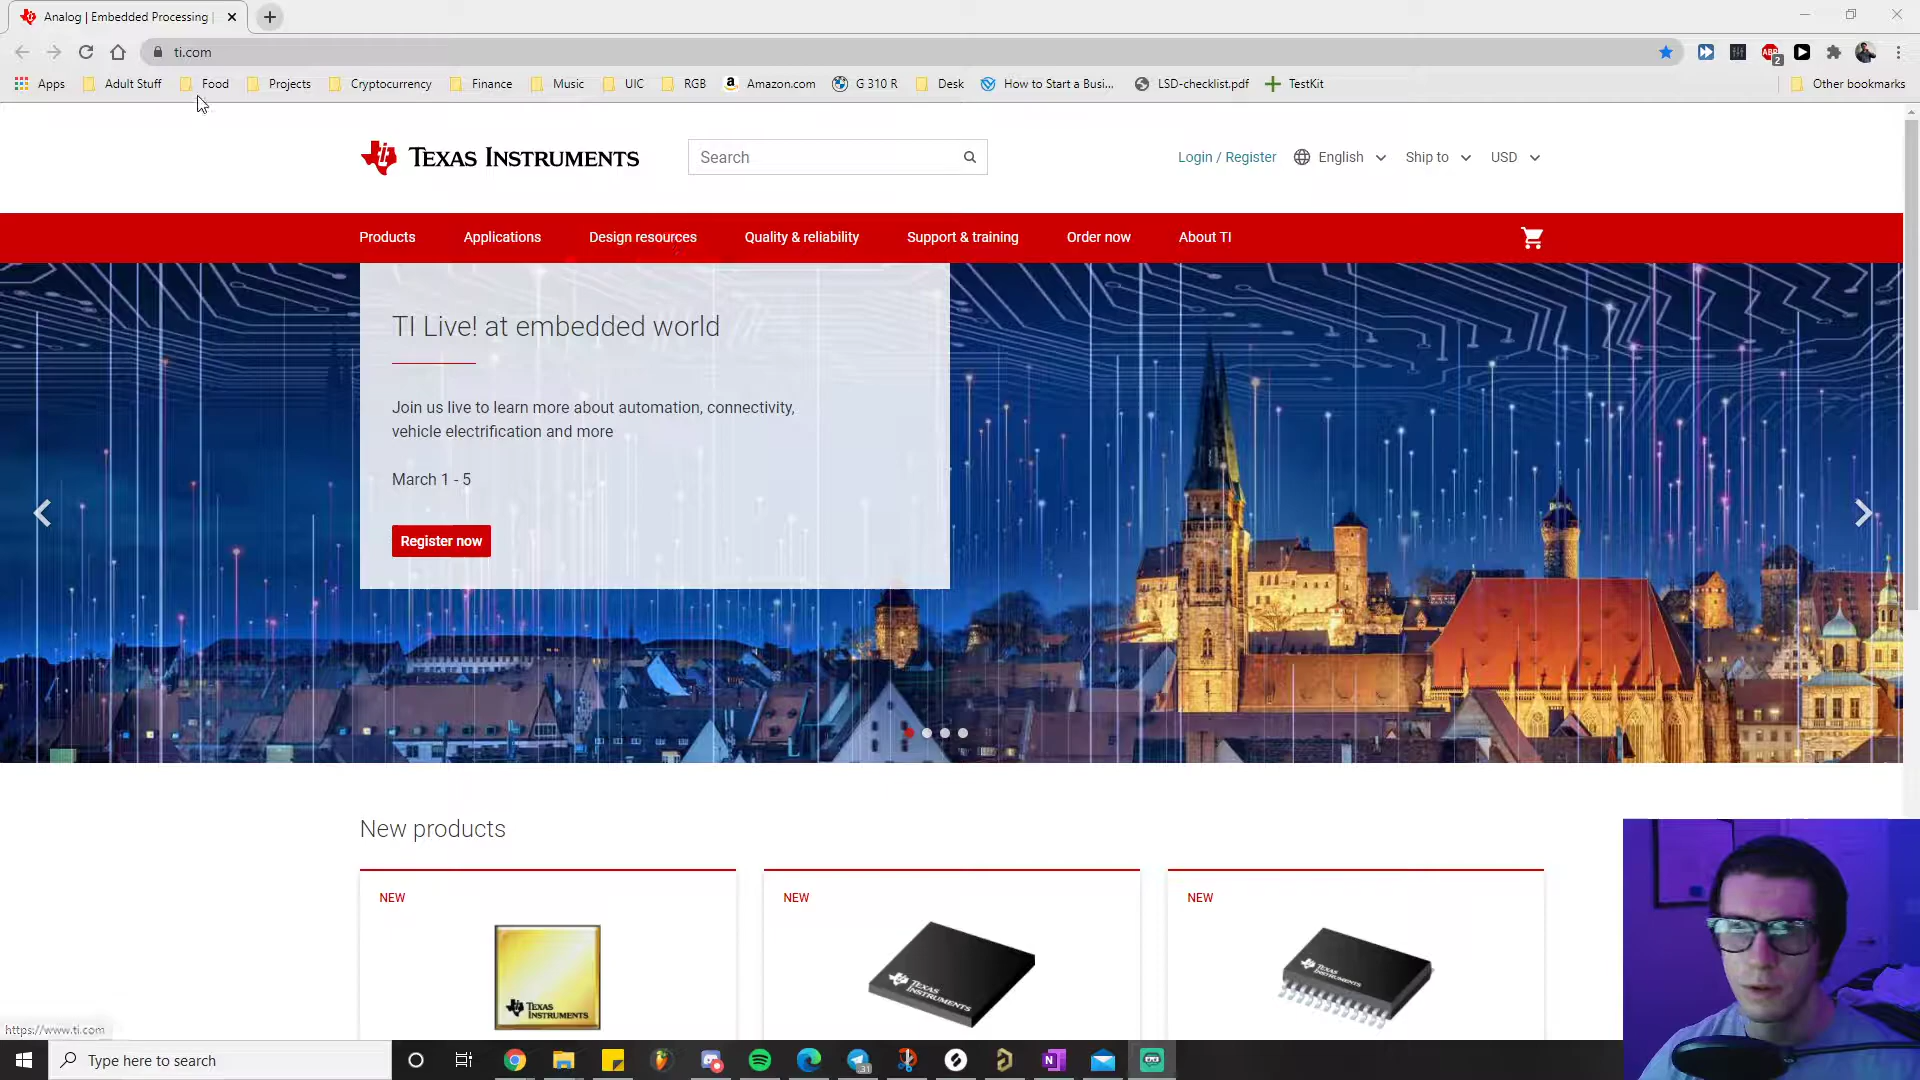 Analog | Embedded Processing |
ti.com
ABP
2
Apps Adult Stuff Food Projects Cryptocurrency Finance Music UIC RGB Amazon.com G 310 R Desk How to Start a Busi... LSD-checklist.pdf TestKit Other bookmarks
TEXAS INSTRUMENTS
Search
Login / Register English Ship to USD
Products Applications Design resources Quality & reliability Support & training Order now About TI
TI Live! at embedded world
Join us live to learn more about automation, connectivity,
vehicle electrification and more
March 1 - 5
Register now
New products
NEW
NEW
NEW
TEXAS
INSTRUMENTS
TEXAS
INSTRUMENTS
TEXAS
INSTRUMENTS
https://www.ti.com
Type here to search
31